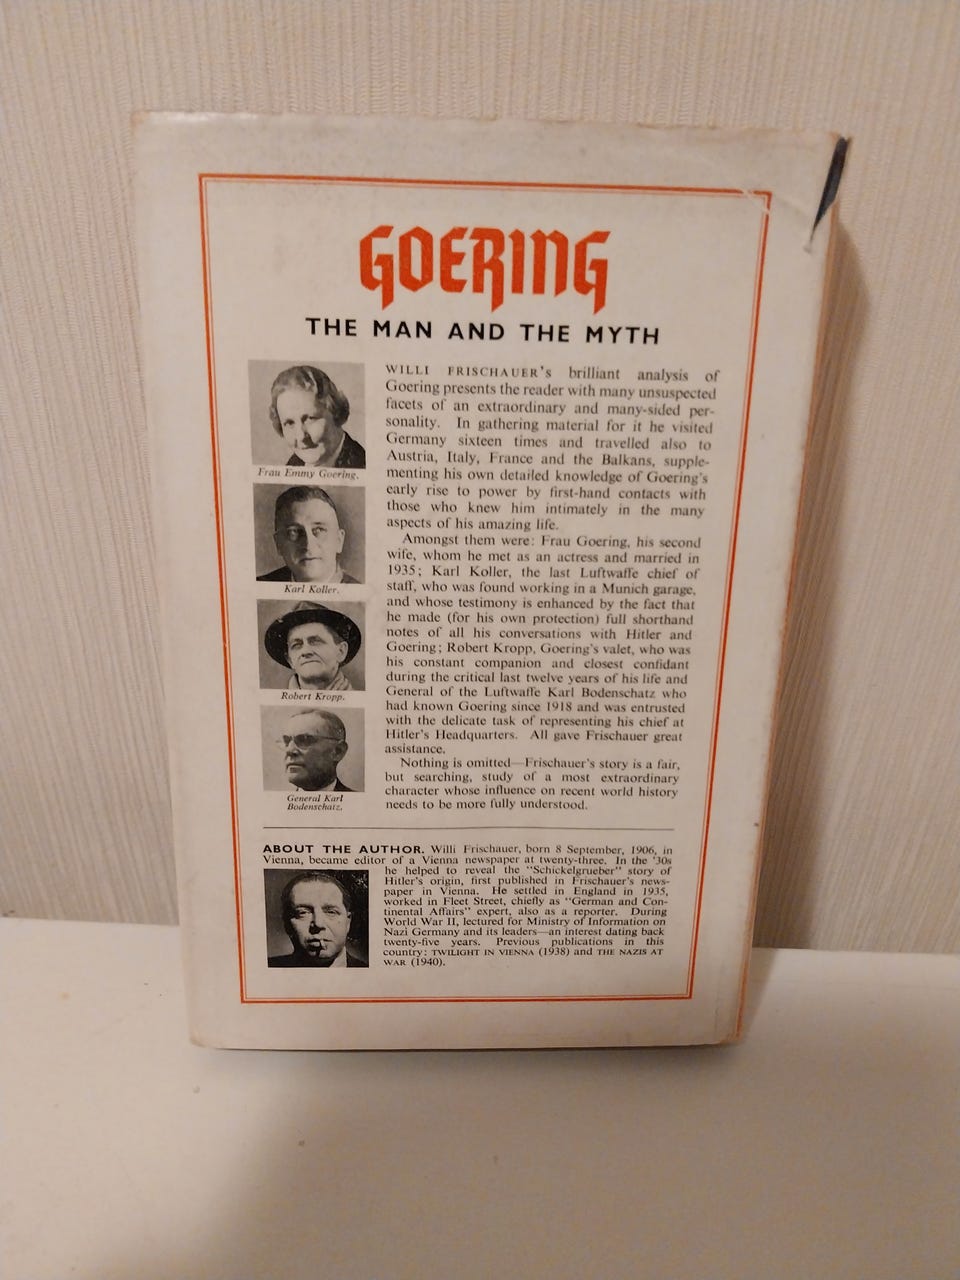 GOERING
THE MAN AND THE MYTH
WILLI FRISCHAUER'S brilliant analysis of
Goering presents the reader with many unsuspected
facets of an extraordinary and many-sided per-
sonality. In gathering material for it he visited
Germany sixteen times and travelled also to
Austria, Italy, France and the Balkans, supple-
menting his own detailed knowledge of Goering's
early rise to power by first-hand contacts with
those who knew him intimately in the many
aspects of his amazing life.
Amongst them were: Frau Goering, his second
wife, whom he met as an actress and married in
1935; Karl Koller, the last Luftwaffe chief of
staff, who was found working in a Munich garage,
and whose testimony is enhanced by the fact that
he made (for his own protection) full shorthand
notes of all his conversations with Hitler and
Goering; Robert Kropp, Goering's valet, who was
his constant companion and closest confidant
during the critical last twelve years of his life and
General of the Luftwaffe Karl Bodenschatz who
had known Goering since 1918 and was entrusted
with the delicate task of representing his chief at
Hitler's Headquarters. All gave Frischauer great
assistance.
Nothing is omitted—Frischauer's story is a fair,
but searching, study of a most extraordinary
character whose influence on recent world history
needs to be more fully understood.
Frau Emmy Goering.
Karl Koller.
Robert Kropp.
General Karl
Bodenschatz.
ABOUT THE AUTHOR. Willi Frischauer, born 8 September, 1906, in
Vienna, became editor of a Vienna newspaper at twenty-three. In the '30s
he helped to reveal the "Schickelgrueber" story of
Hitler's origin, first published in Frischauer's news-
paper in Vienna. He settled in England in 1935,
worked in Fleet Street, chiefly as "German and Con-
tinental Affairs" expert, also as a reporter. During
World War II, lectured for Ministry of Information on
Nazi Germany and its leaders—an interest dating back
twenty-five years. Previous publications in this
country: TWILIGHT IN VIENNA (1938) and THE NAZIS AT
WAR (1940).